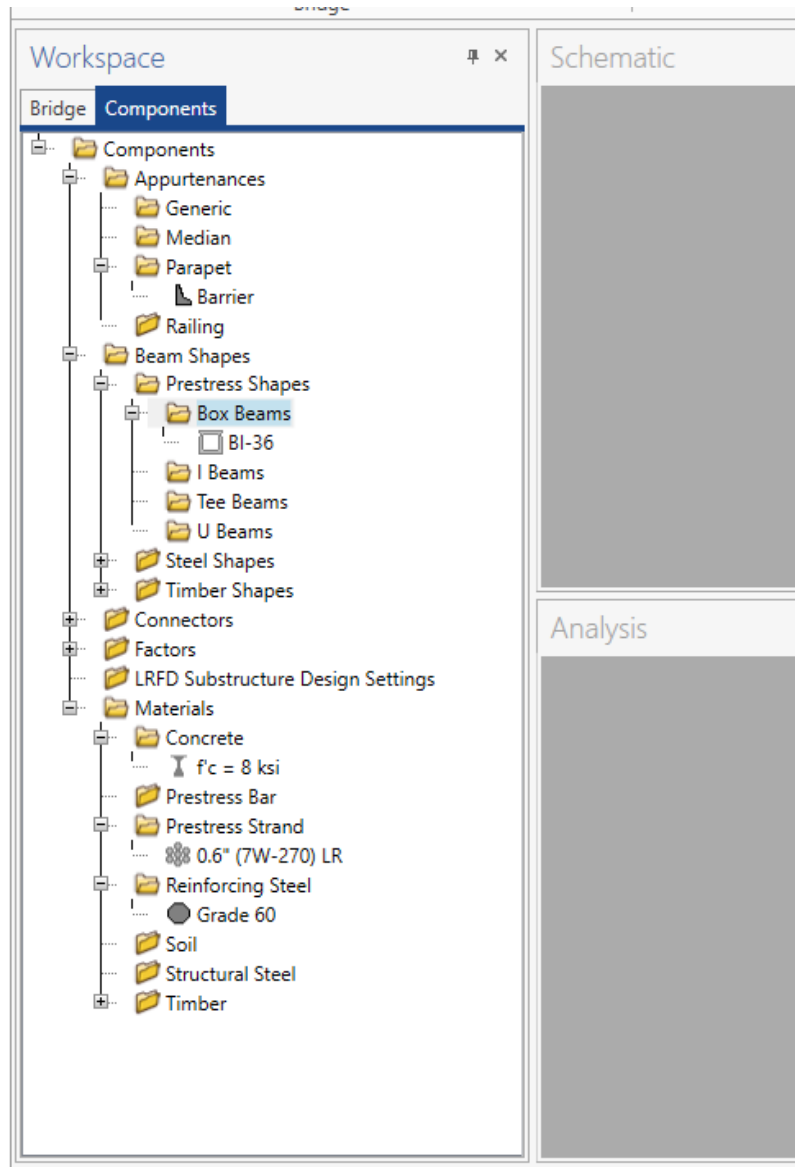 Bridge
Workspace
Schematic
Bridge Components
Components
Appurtenances
Generic
Median
Parapet
Barrier
Railing
Beam Shapes
Prestress Shapes
Box Beams
BI-36
I Beams
Tee Beams
U Beams
Steel Shapes
Timber Shapes
Connectors
Factors
LRFD Substructure Design Settings
Analysis
Materials
Concrete
f'c = 8 ksi
Prestress Bar
Prestress Strand
0.6" (7W-270) LR
Reinforcing Steel
Grade 60
Soil
Structural Steel
Timber